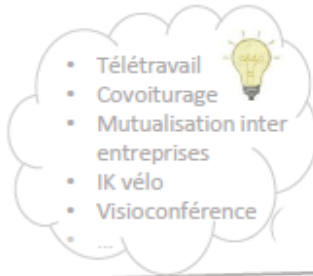 • Télétravail
• Covoiturage
• Mutualisation inter
entreprises
• IK vélo
• Visioconférence
• ...